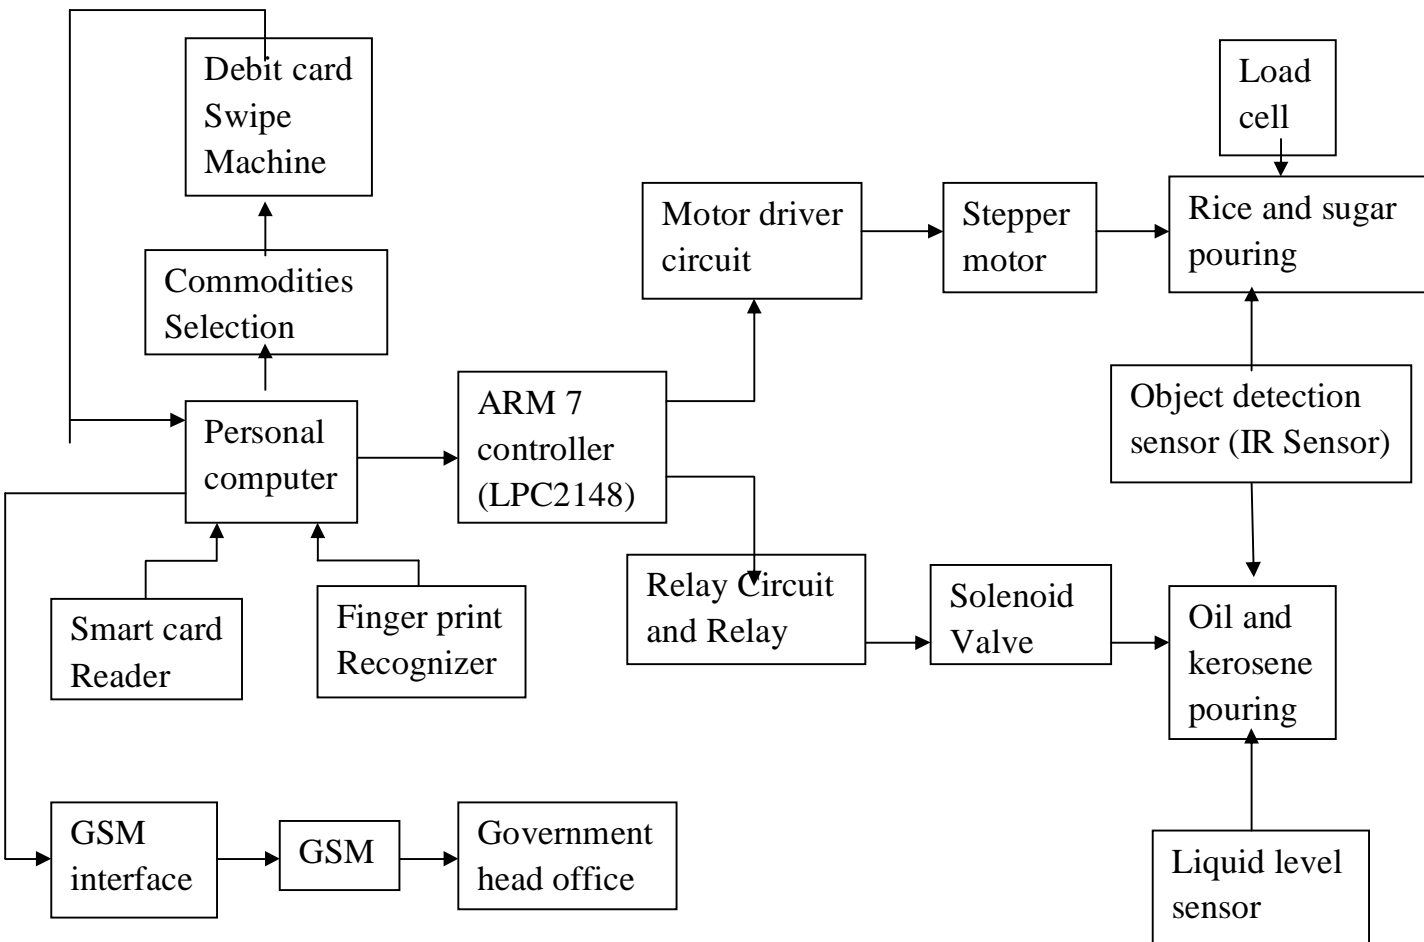 Debit card
Swipe
Machine
Load
cell
Motor driver
circuit
Stepper
motor
Rice and sugar
pouring
Commodities
Selection
ARM 7
controller
(LPC2148)
Object detection
sensor (IR Sensor)
Personal
computer
Relay Circuit
and Relay
Solenoid
Valve
Oil and
kerosene
pouring
Smart card
Reader
Finger print
Recognizer
GSM
interface
GSM
Government
head office
Liquid level
sensor